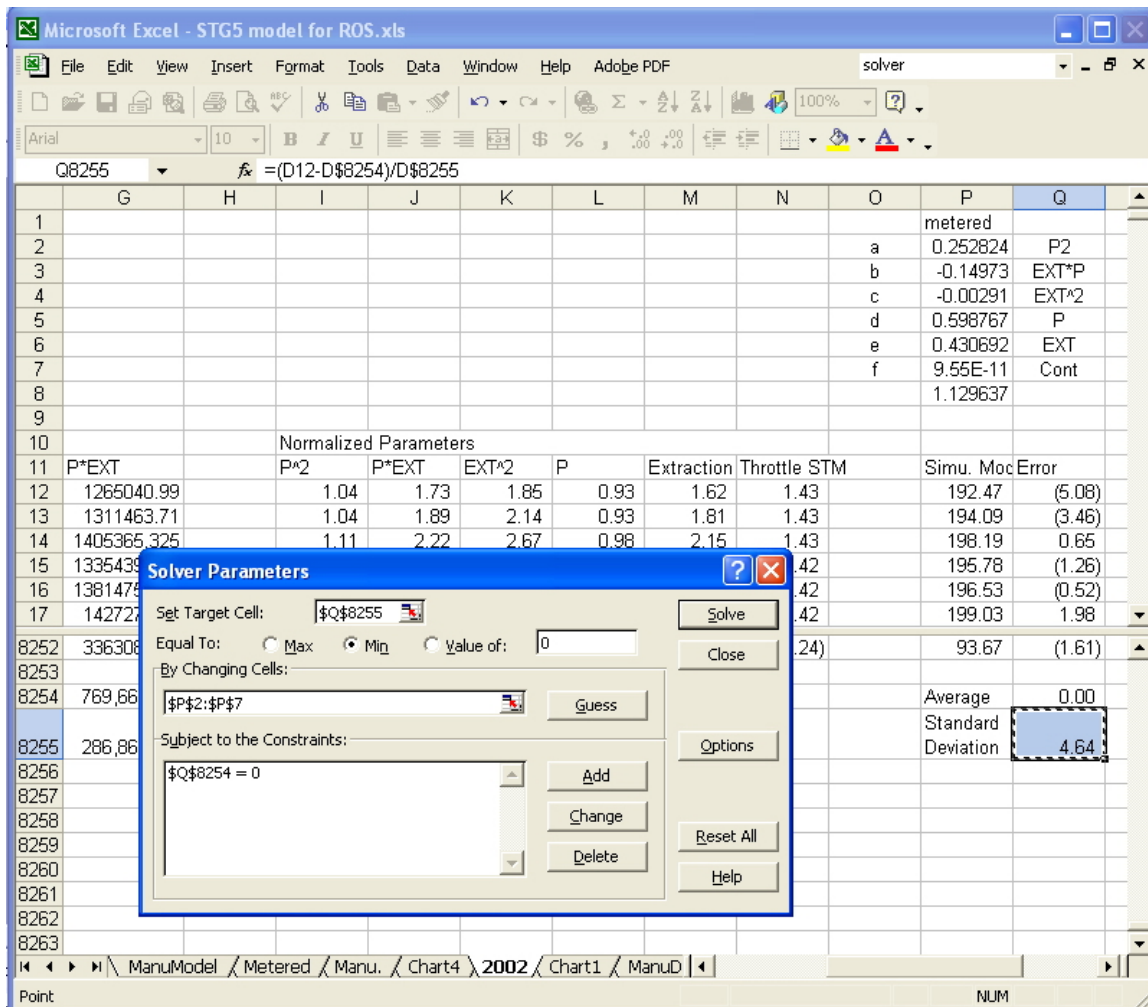 Microsoft Excel - STG5 model for ROS.xls
File Edit View Insert Format Tools Data Window Help Adobe PDF solver
100%
Arial 10 B I U $ % ,
Q8255 fx =(D12-D$8254)/D$8255
G H I J K L M N O P Q
1 metered
2 a 0.252824 P2
3 b -0.14973 EXT*P
4 c -0.00291 EXT^2
5 d 0.598767 P
6 e 0.430692 EXT
7 f 9.55E-11 Cont
8 1.129637
9
10 Normalized Parameters
11 P*EXT P^2 P*EXT EXT^2 P Extraction Throttle STM Simu. Moc Error
12 1265040.99 1.04 1.73 1.85 0.93 1.62 1.43 192.47 (5.08)
13 1311463.71 1.04 1.89 2.14 0.93 1.81 1.43 194.09 (3.46)
14 1405365.325 1.11 2.22 2.67 0.98 2.15 1.43 198.19 0.65
15 1335439 .42 195.78 (1.26)
16 1381475 .42 196.53 (0.52)
17 142727 .42 199.03 1.98
8252 336308 .24) 93.67 (1.61)
8253
8254 769,66 Average 0.00
8255 286,86 Standard Deviation 4.64
8256
8257
8258
8259
8260
8261
8262
8263
Solver Parameters
Set Target Cell: $Q$8255 Solve
Equal To: Max Min Value of: 0 Close
By Changing Cells:
$P$2:$P$7 Guess
Subject to the Constraints: Options
$Q$8254 = 0 Add
Change
Reset All
Delete
Help
ManuModel Metered Manu. Chart4 2002 Chart1 ManuD
Point NUM